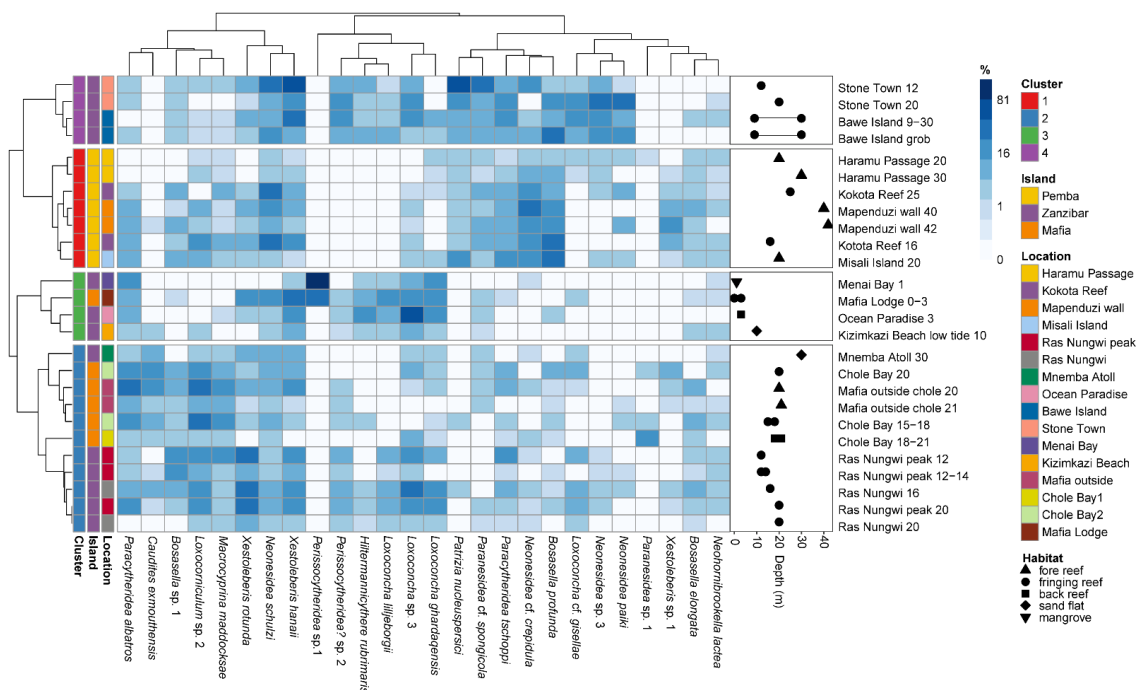 %
81
16
1
0
Stone Town 12
Stone Town 20
Bawe Island 9−30
Bawe Island grob
Haramu Passage 20
Haramu Passage 30
Kokota Reef 25
Mapenduzi wall 40
Mapenduzi wall 42
Kotota Reef 16
Misali Island 20
Menai Bay 1
Mafia Lodge 0−3
Ocean Paradise 3
Kizimkazi Beach low tide 10
Mnemba Atoll 30
Chole Bay 20
Mafia outside chole 20
Mafia outside chole 21
Chole Bay 15−18
Chole Bay 18−21
Ras Nungwi peak 12
Ras Nungwi peak 12−14
Ras Nungwi 16
Ras Nungwi peak 20
Ras Nungwi 20
Cluster
1
2
3
4
Island
Pemba
Zanzibar
Mafia
Location
Haramu Passage
Kokota Reef
Mapenduzi wall
Misali Island
Ras Nungwi peak
Ras Nungwi
Mnemba Atoll
Ocean Paradise
Bawe Island
Stone Town
Menai Bay
Kizimkazi Beach
Mafia outside
Chole Bay1
Chole Bay2
Mafia Lodge
Habitat
fore reef
fringing reef
back reef
sand flat
mangrove
Cluster
Island
Location
Paracytheridea albatros
Caudites exmouthensis
Bosasella sp. 1
Loxocorniculum sp. 2
Macrocyprina maddocksae
Xestoleberis rotunda
Neonesidea schulzi
Xestoleberis hanaii
Perissocytheridea sp.1
Perissocytheridea? sp. 2
Hiltermannicythere rubrimaris
Loxoconcha lilljeborgii
Loxoconcha sp. 3
Loxoconcha ghardaqensis
Patrizia nucleuspersici
Paranesidea cf. spongicola
Paracytheridea tschoppi
Neonesidea cf. crepidula
Bosasella profunda
Loxoconcha cf. gisellae
Neonesidea sp. 3
Neonesidea paiki
Paranesidea sp. 1
Xestoleberis sp. 1
Bosasella elongata
Neohornibrookella lactea
0
-10
-20
-30
-40
Depth (m)